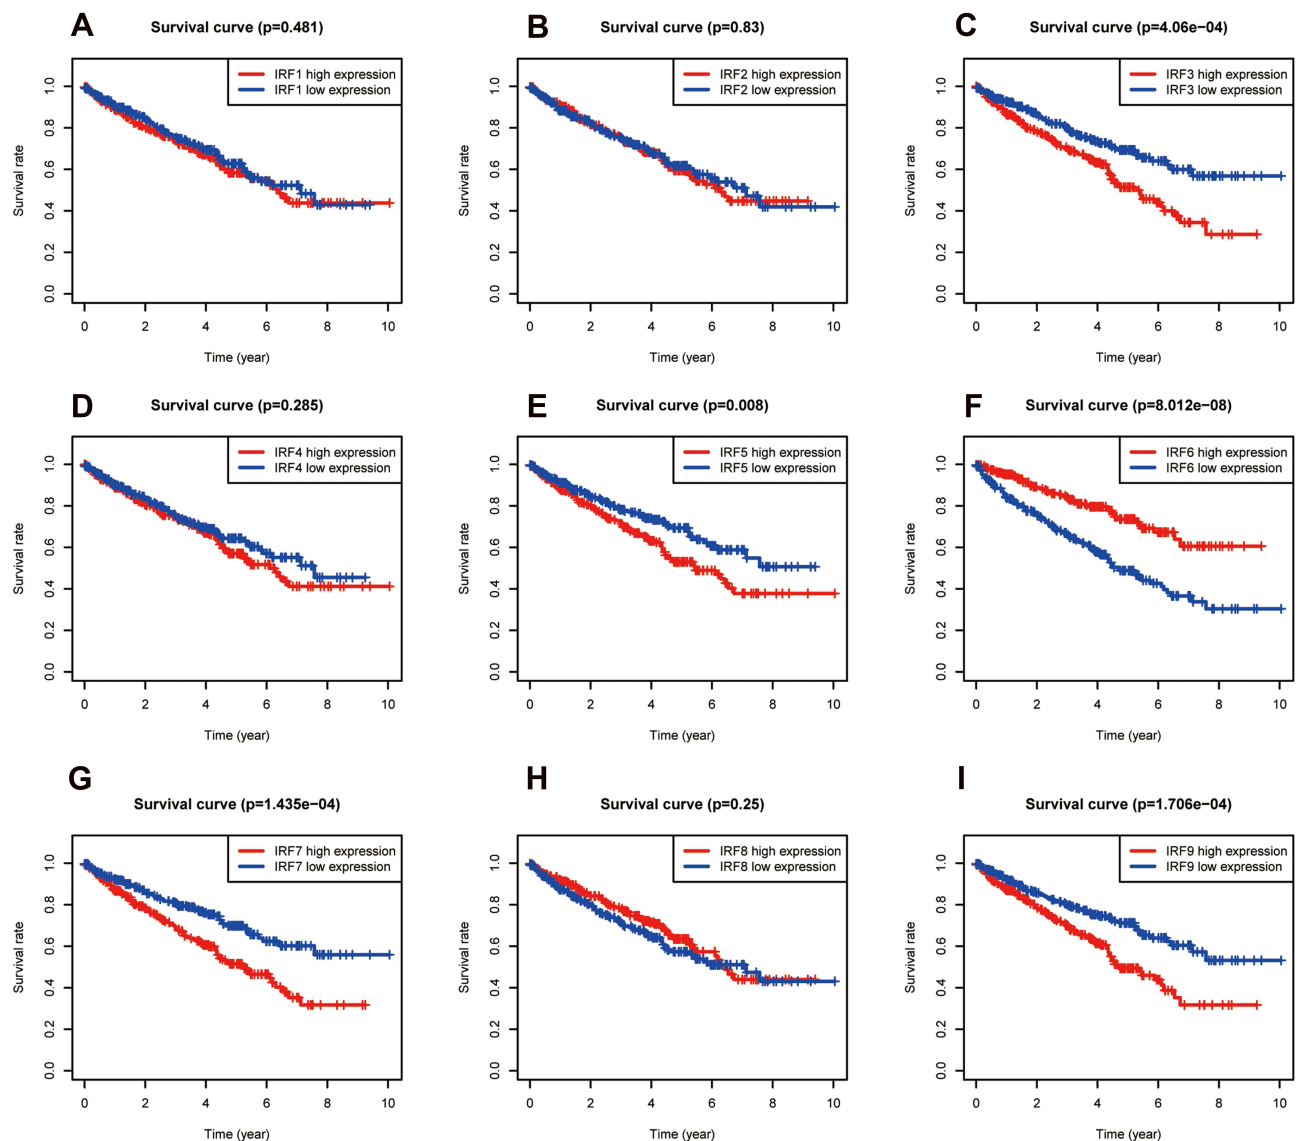 A
Survival curve (p=0.481)
IRF1 high expression
IRF1 low expression
Survival rate
1.0
0.8
0.6
0.4
0.2
0.0
0 2 4 6 8 10
Time (year)
B
Survival curve (p=0.83)
IRF2 high expression
IRF2 low expression
Survival rate
1.0
0.8
0.6
0.4
0.2
0.0
0 2 4 6 8 10
Time (year)
C
Survival curve (p=4.06e−04)
IRF3 high expression
IRF3 low expression
Survival rate
1.0
0.8
0.6
0.4
0.2
0.0
0 2 4 6 8 10
Time (year)
D
Survival curve (p=0.285)
IRF4 high expression
IRF4 low expression
Survival rate
1.0
0.8
0.6
0.4
0.2
0.0
0 2 4 6 8 10
Time (year)
E
Survival curve (p=0.008)
IRF5 high expression
IRF5 low expression
Survival rate
1.0
0.8
0.6
0.4
0.2
0.0
0 2 4 6 8 10
Time (year)
F
Survival curve (p=8.012e−08)
IRF6 high expression
IRF6 low expression
Survival rate
1.0
0.8
0.6
0.4
0.2
0.0
0 2 4 6 8 10
Time (year)
G
Survival curve (p=1.435e−04)
IRF7 high expression
IRF7 low expression
Survival rate
1.0
0.8
0.6
0.4
0.2
0.0
0 2 4 6 8 10
Time (year)
H
Survival curve (p=0.25)
IRF8 high expression
IRF8 low expression
Survival rate
1.0
0.8
0.6
0.4
0.2
0.0
0 2 4 6 8 10
Time (year)
I
Survival curve (p=1.706e−04)
IRF9 high expression
IRF9 low expression
Survival rate
1.0
0.8
0.6
0.4
0.2
0.0
0 2 4 6 8 10
Time (year)